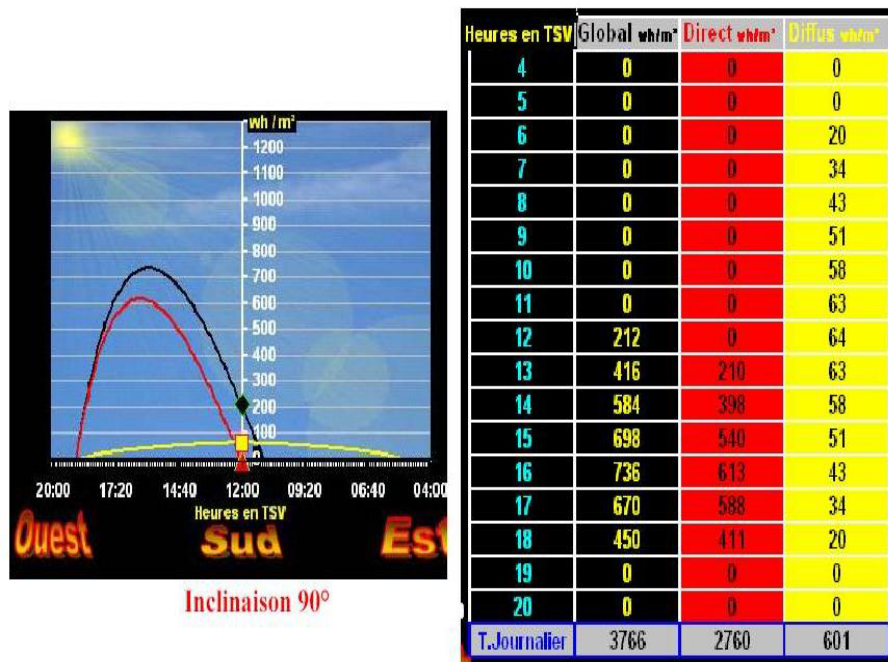 wh / m²
1200
1100
1000
900
800
700
600
500
400
300
200
100
0
20:00 17:20 14:40 12:00 09:20 06:40 04:00
Heures en TSV
Ouest Sud Est
Inclinaison 90°
Heures en TSV Global wh/m² Direct wh/m² Diffus wh/m²
4 0 0 0
5 0 0 0
6 0 0 20
7 0 0 34
8 0 0 43
9 0 0 51
10 0 0 58
11 0 0 63
12 212 0 64
13 416 210 63
14 584 398 58
15 698 540 51
16 736 613 43
17 670 588 34
18 450 411 20
19 0 0 0
20 0 0 0
T.Journalier 3766 2760 601